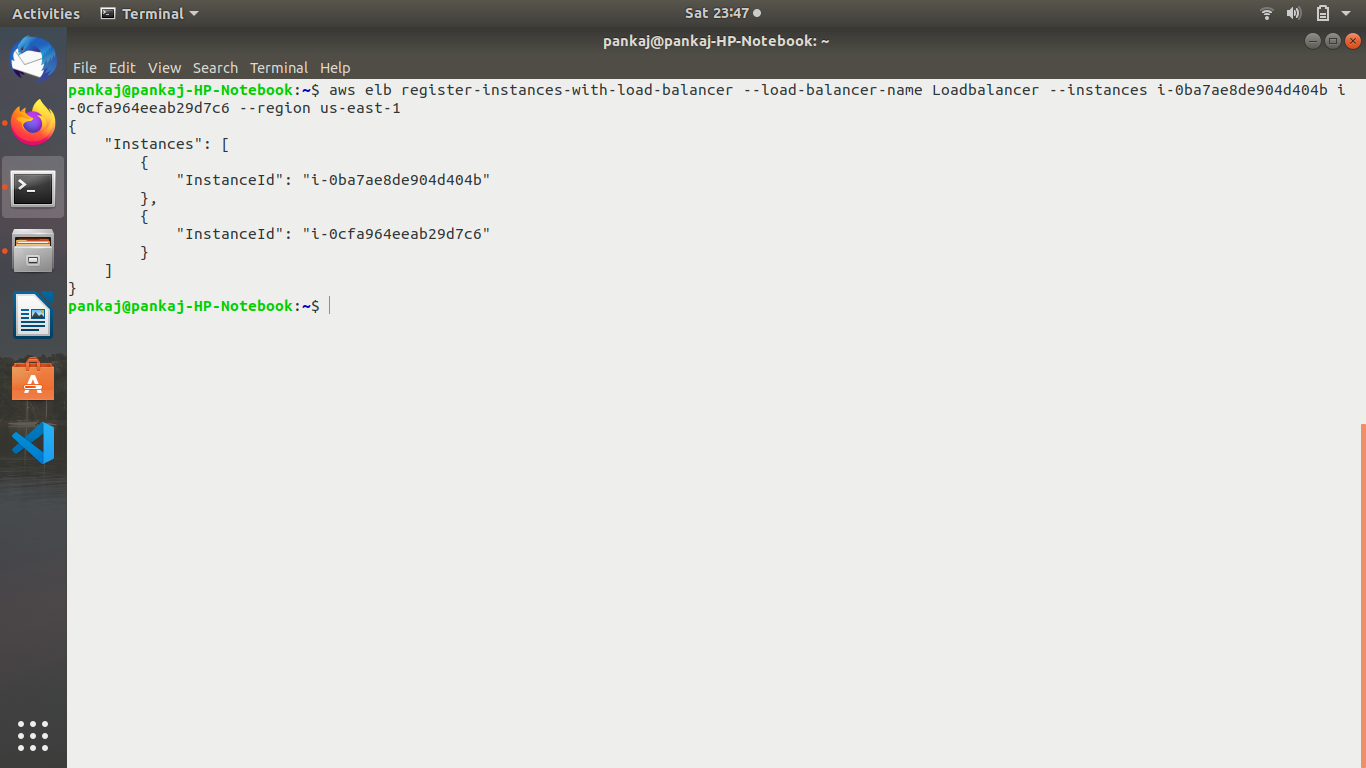 Activities Terminal Sat 23:47
pankaj@pankaj-HP-Notebook: ~
File Edit View Search Terminal Help
pankaj@pankaj-HP-Notebook:~$ aws elb register-instances-with-load-balancer --load-balancer-name Loadbalancer --instances i-0ba7ae8de904d404b i
-0cfa964eeab29d7c6 --region us-east-1
{
    "Instances": [
        {
            "InstanceId": "i-0ba7ae8de904d404b"
        },
        {
            "InstanceId": "i-0cfa964eeab29d7c6"
        }
    ]
}
pankaj@pankaj-HP-Notebook:~$